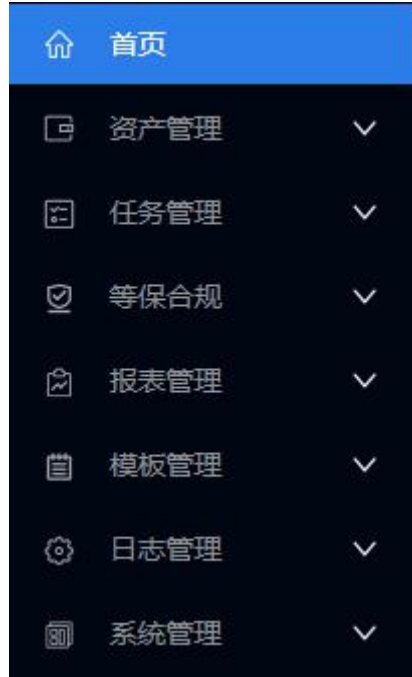 首页
资产管理
任务管理
等保合规
报表管理
模板管理
日志管理
系统管理